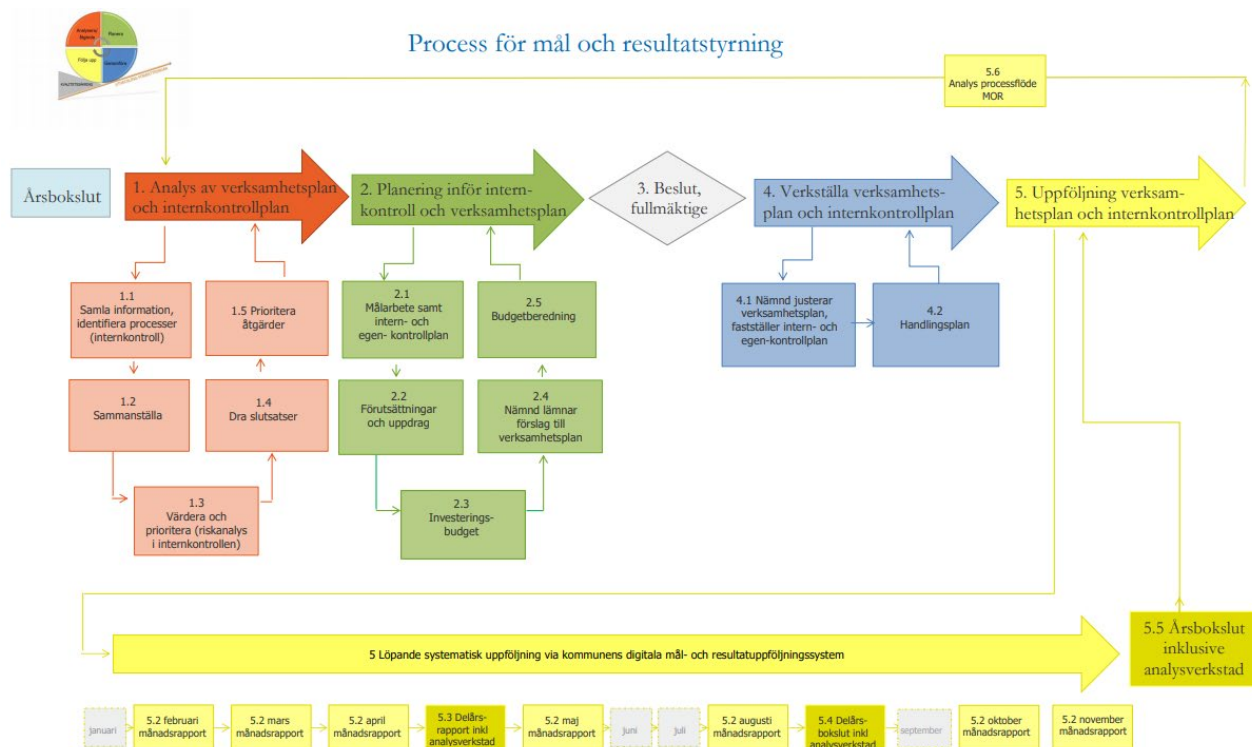 Process för mål och resultatstyrning
Planera
Följa upp
5.6
Analys processflöde
MOR
Årsbokslut
1. Analys av verksamhetsplan
och internkontrollplan
2. Planering inför intern-
kontroll och verksamhetsplan
3. Beslut,
fullmäktige
4. Verkställa verksamhets-
plan och internkontrollplan
5. Uppföljning verksam-
hetsplan och internkontrollplan
1.1
Samla information,
identifiera processer
(internkontroll)
1.5 Prioritera
åtgärder
1.2
Sammanställa
1.4
Dra slutsatser
1.3
Värdera och
prioritera (riskanalys
i internkontrollen)
2.1
Målarbete samt
intern- och
egen- kontrollplan
2.5
Budgetberedning
2.2
Förutsättningar
och uppdrag
2.4
Nämnd lämnar
förslag till
verksamhetsplan
2.3
Investerings-
budget
4.1 Nämnd justerar
verksamhetsplan,
fastställer intern- och
egen-kontrollplan
4.2
Handlingsplan
5 Löpande systematisk uppföljning via kommunens digitala mål- och resultatuppföljningssystem
5.5 Årsbokslut
inklusive
analysverkstad
januari
5.2 februari
månadsrapport
5.2 mars
månadsrapport
5.2 april
månadsrapport
5.3 Delårs-
rapport inkl
analysverkstad
5.2 maj
månadsrapport
juni
juli
5.2 augusti
månadsrapport
5.4 Delårs-
bokslut inkl
analysverkstad
september
5.2 oktober
månadsrapport
5.2 november
månadsrapport